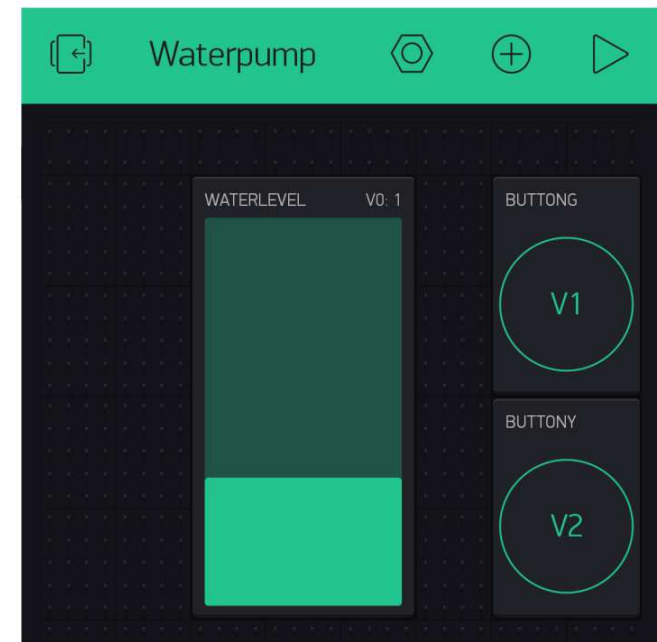 Waterpump
WATERLEVEL V0: 1
BUTTONG
V1
BUTTONY
V2